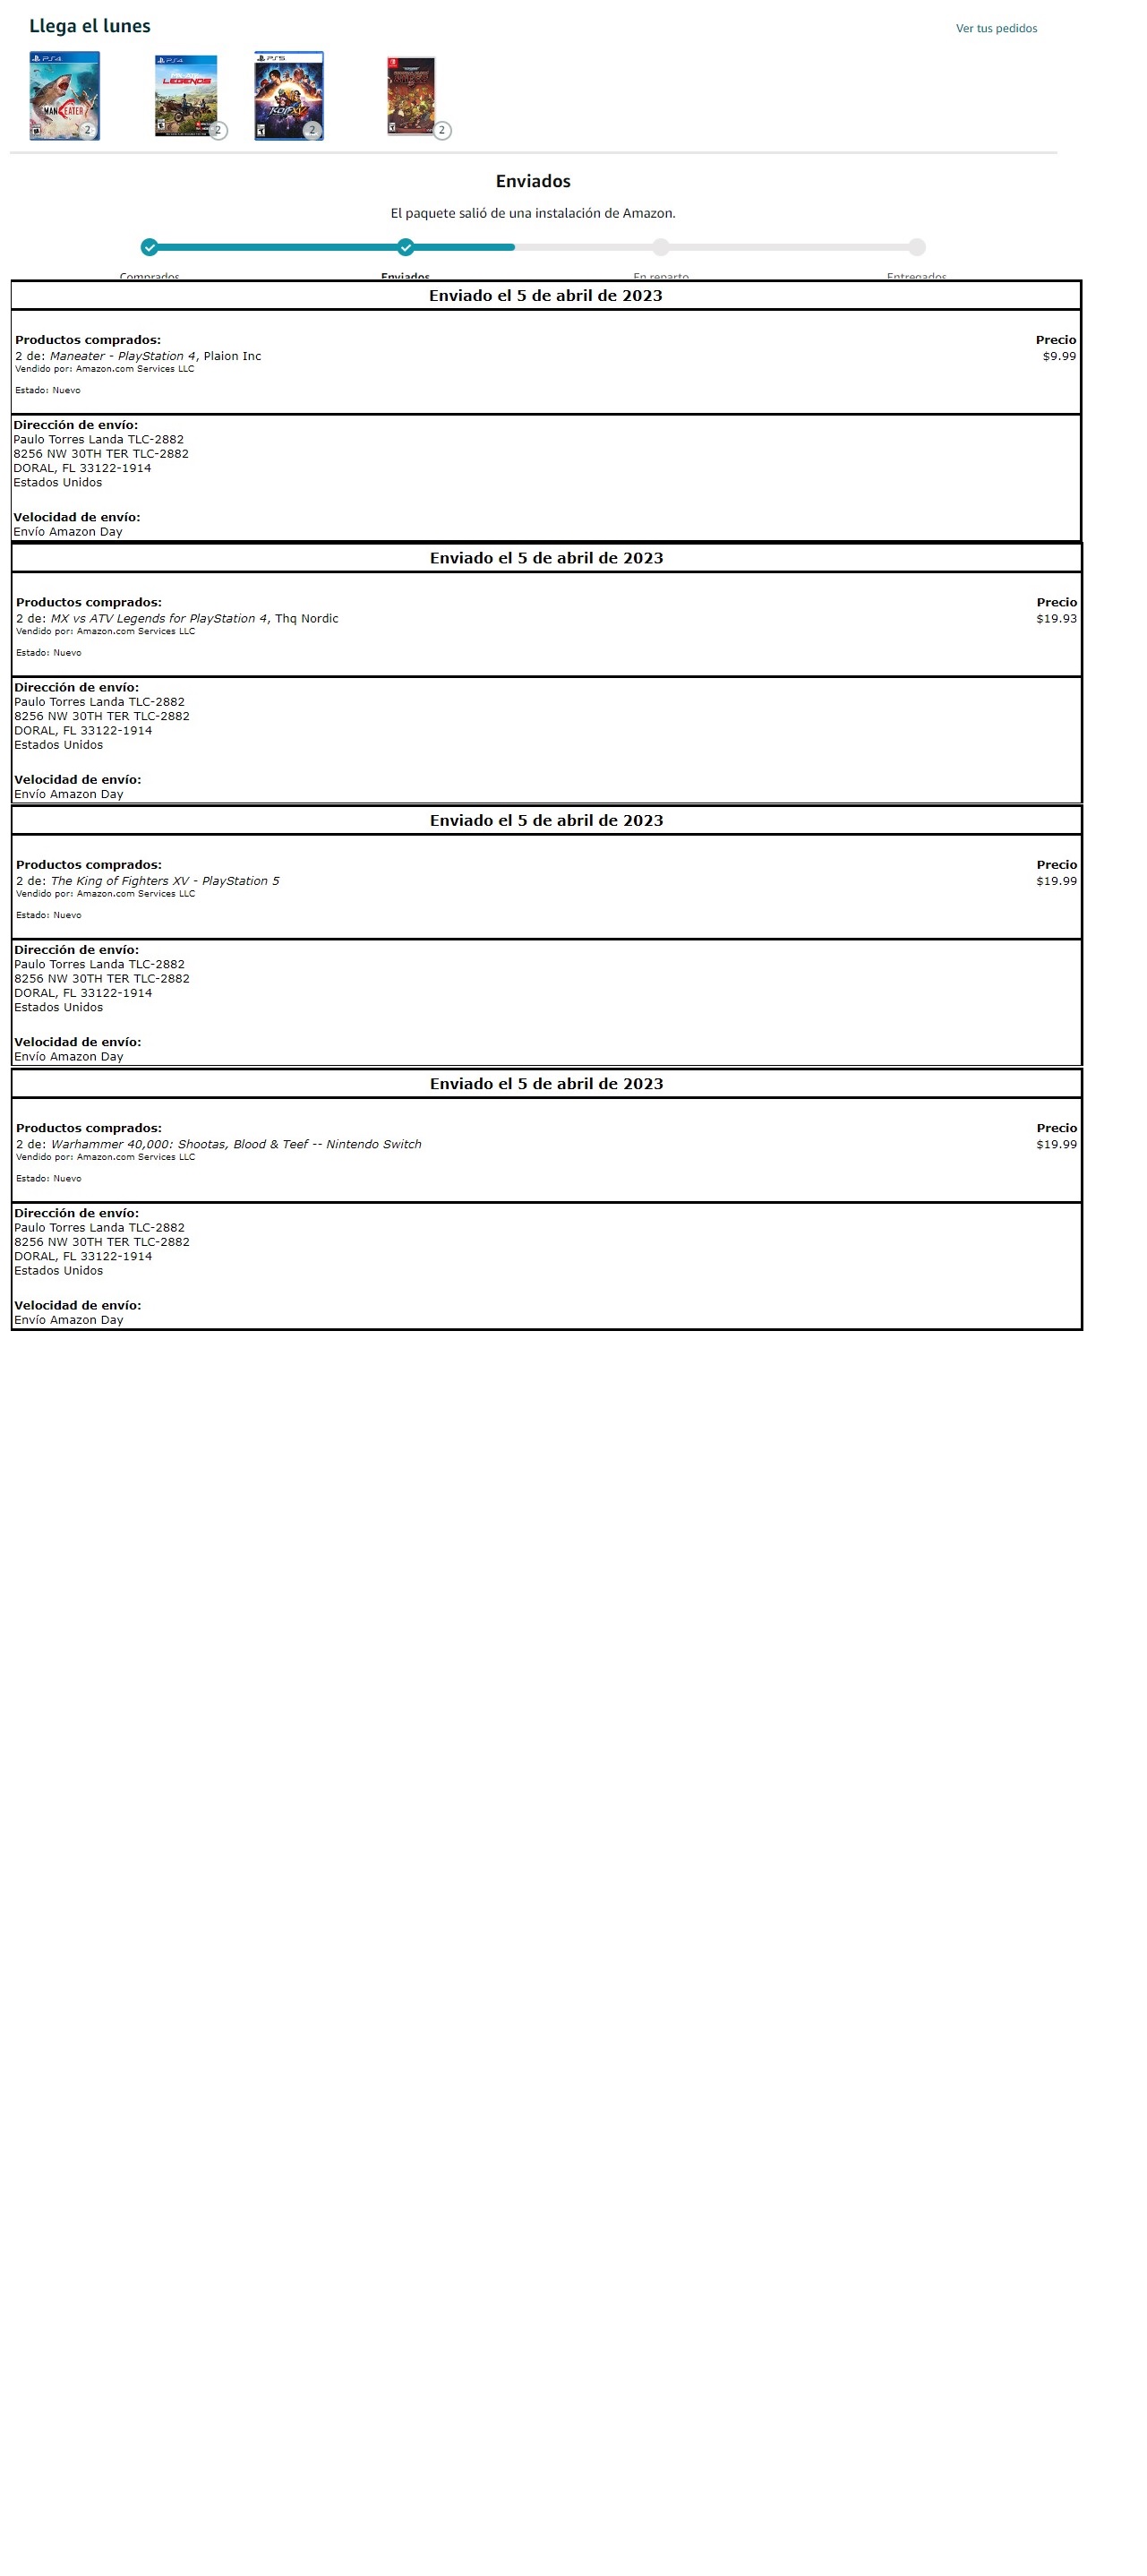 Llega el lunes
Ver tus pedidos
PS4
MANEATER
2
PS4
LEGENDS
2
PS5
KOFXV
2
2
Enviados
El paquete salió de una instalación de Amazon.
Comprados
Enviados
En reparto
Entregados
Enviado el 5 de abril de 2023
Productos comprados:
Precio
2 de: Maneater - PlayStation 4, Plaion Inc
$9.99
Vendido por: Amazon.com Services LLC
Estado: Nuevo
Dirección de envío:
Paulo Torres Landa TLC-2882
8256 NW 30TH TER TLC-2882
DORAL, FL 33122-1914
Estados Unidos
Velocidad de envío:
Envío Amazon Day
Enviado el 5 de abril de 2023
Productos comprados:
Precio
2 de: MX vs ATV Legends for PlayStation 4, Thq Nordic
$19.93
Vendido por: Amazon.com Services LLC
Estado: Nuevo
Dirección de envío:
Paulo Torres Landa TLC-2882
8256 NW 30TH TER TLC-2882
DORAL, FL 33122-1914
Estados Unidos
Velocidad de envío:
Envío Amazon Day
Enviado el 5 de abril de 2023
Productos comprados:
Precio
2 de: The King of Fighters XV - PlayStation 5
$19.99
Vendido por: Amazon.com Services LLC
Estado: Nuevo
Dirección de envío:
Paulo Torres Landa TLC-2882
8256 NW 30TH TER TLC-2882
DORAL, FL 33122-1914
Estados Unidos
Velocidad de envío:
Envío Amazon Day
Enviado el 5 de abril de 2023
Productos comprados:
Precio
2 de: Warhammer 40,000: Shootas, Blood & Teef -- Nintendo Switch
$19.99
Vendido por: Amazon.com Services LLC
Estado: Nuevo
Dirección de envío:
Paulo Torres Landa TLC-2882
8256 NW 30TH TER TLC-2882
DORAL, FL 33122-1914
Estados Unidos
Velocidad de envío:
Envío Amazon Day